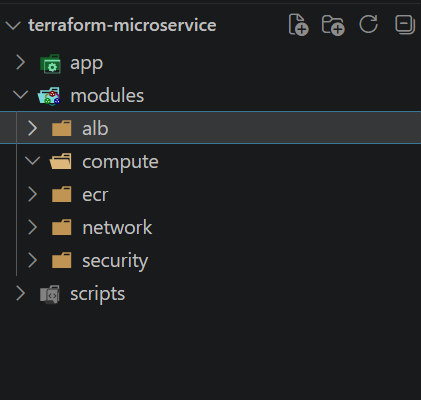 terraform-microservice
app
modules
alb
compute
ecr
network
security
scripts